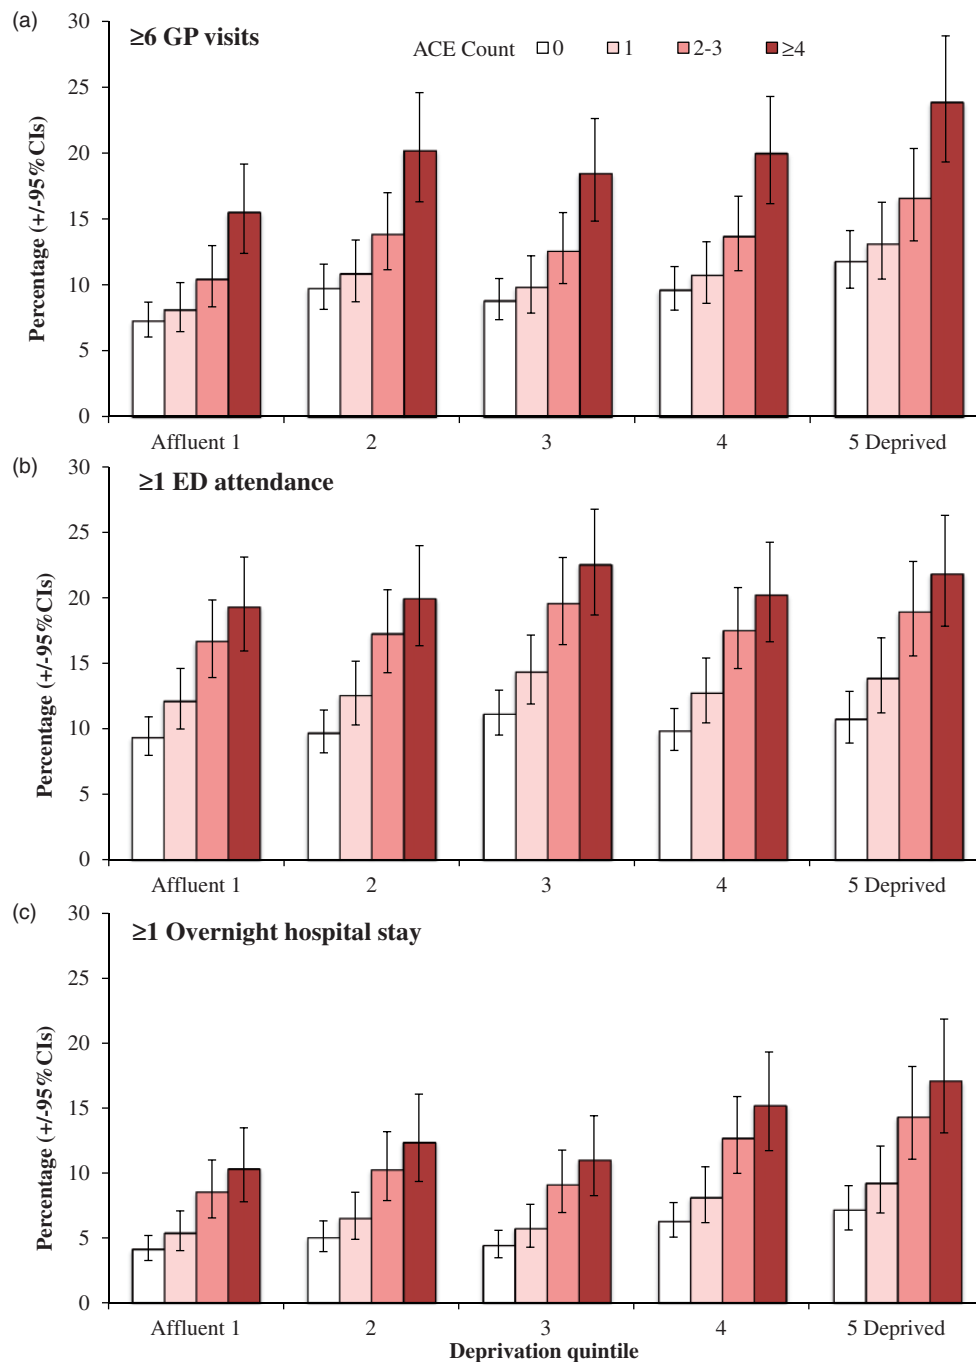 (a)
≥6 GP visits
ACE Count 0 1 2-3 ≥4
Percentage (+/-95%CIs)
30
25
20
15
10
5
0
Affluent 1 2 3 4 5 Deprived
(b)
≥1 ED attendance
Percentage (+/-95%CIs)
30
25
20
15
10
5
0
Affluent 1 2 3 4 5 Deprived
(c)
≥1 Overnight hospital stay
Percentage (+/-95%CIs)
30
25
20
15
10
5
0
Affluent 1 2 3 4 5 Deprived
Deprivation quintile